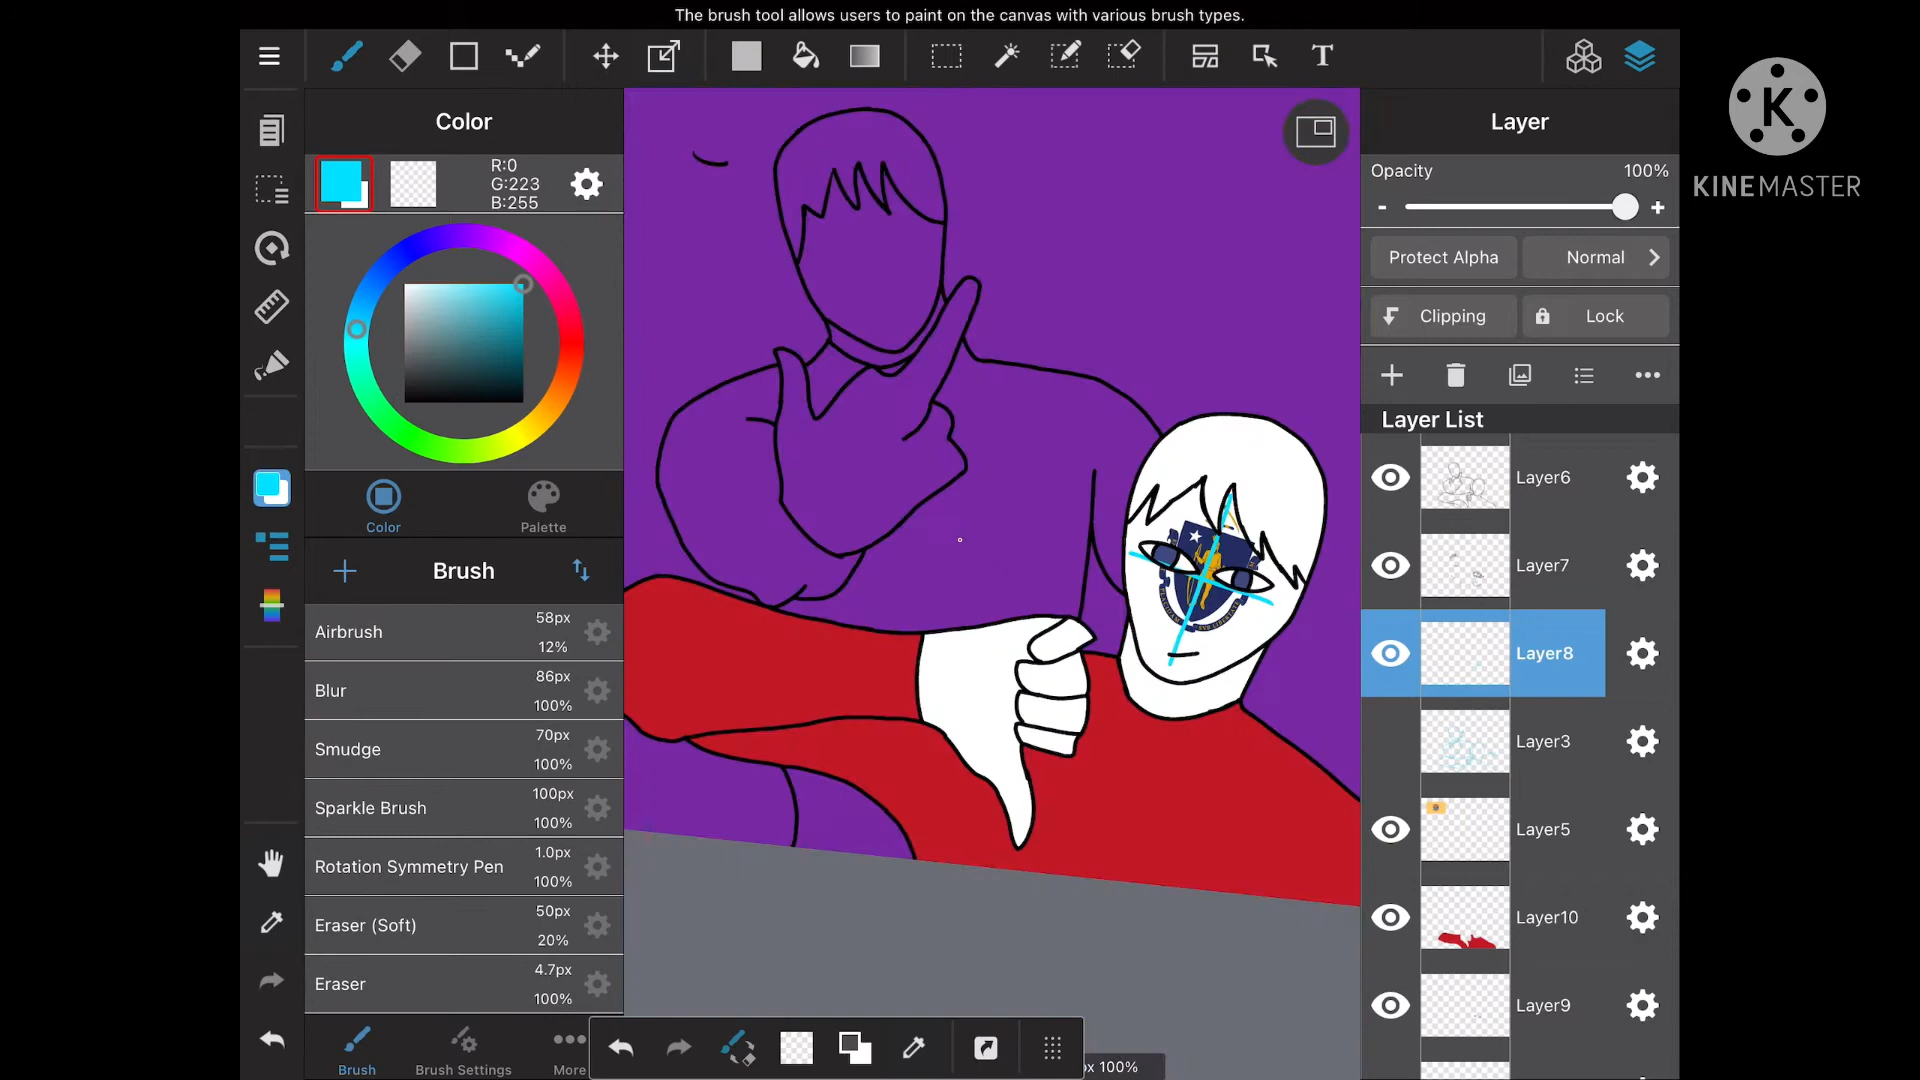 The brush tool allows users to paint on the canvas with various brush types.
T
Color
R:0
G:223
B:255
Color
Palette
Brush
Airbrush
58px
12%
Blur
86px
100%
Smudge
70px
100%
Sparkle Brush
100px
100%
Rotation Symmetry Pen
1.0px
100%
Eraser (Soft)
50px
20%
Eraser
4.7px
100%
Brush
Brush Settings
More
x 100%
Layer
Opacity
100%
-
+
Protect Alpha
Normal
Clipping
Lock
Layer List
Layer6
Layer7
Layer8
Layer3
Layer5
Layer10
Layer9
K
KINEMASTER